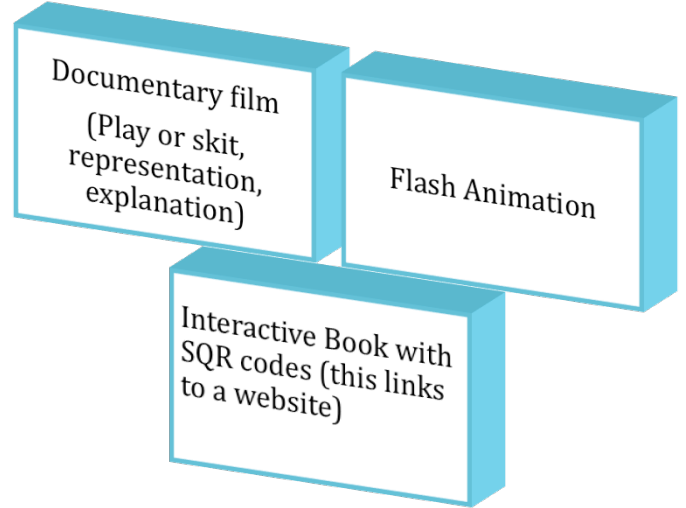 Documentary film
(Play or skit,
representation,
explanation)
Flash Animation
Interactive Book with
SQR codes (this links
to a website)